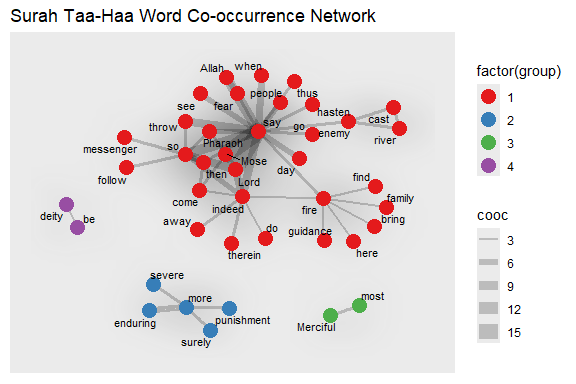 Surah Taa-Haa Word Co-occurrence Network
Allah
when
see
fear
people
thus
hasten
throw
say
go
enemy
cast
river
messenger
so
Pharaoh
Mose
day
follow
then
Lord
find
come
indeed
fire
family
away
do
guidance
bring
therein
here
deify
be
severe
more
most
enduring
punishment
Merciful
surely
factor(group)
1
2
3
4
cooc
3
6
9
12
15